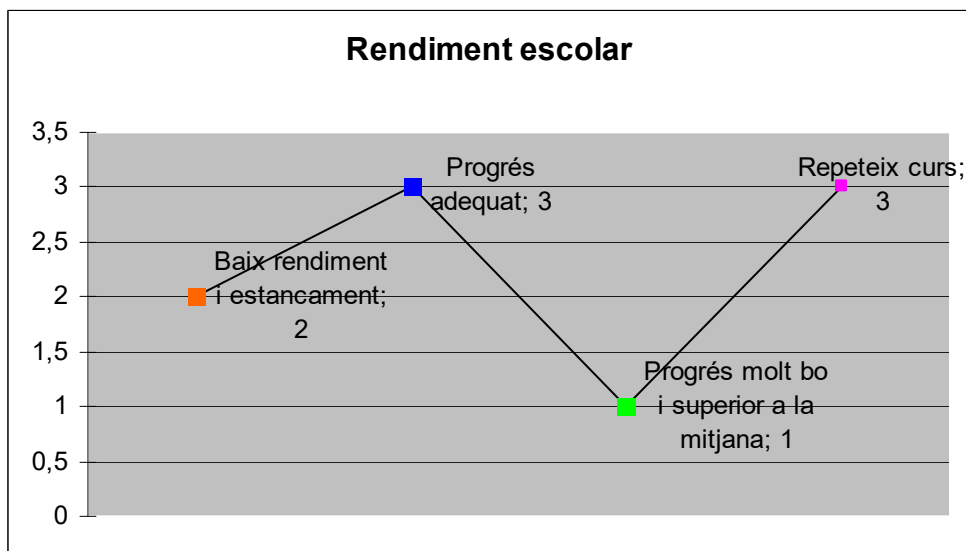 Rendiment escolar
3,5
3
2,5
2
1,5
1
0,5
0
Baix rendiment
i estancament;
2
Progrés
adequat; 3
Progrés molt bo
i superior a la
mitjana; 1
Repeteix curs;
3